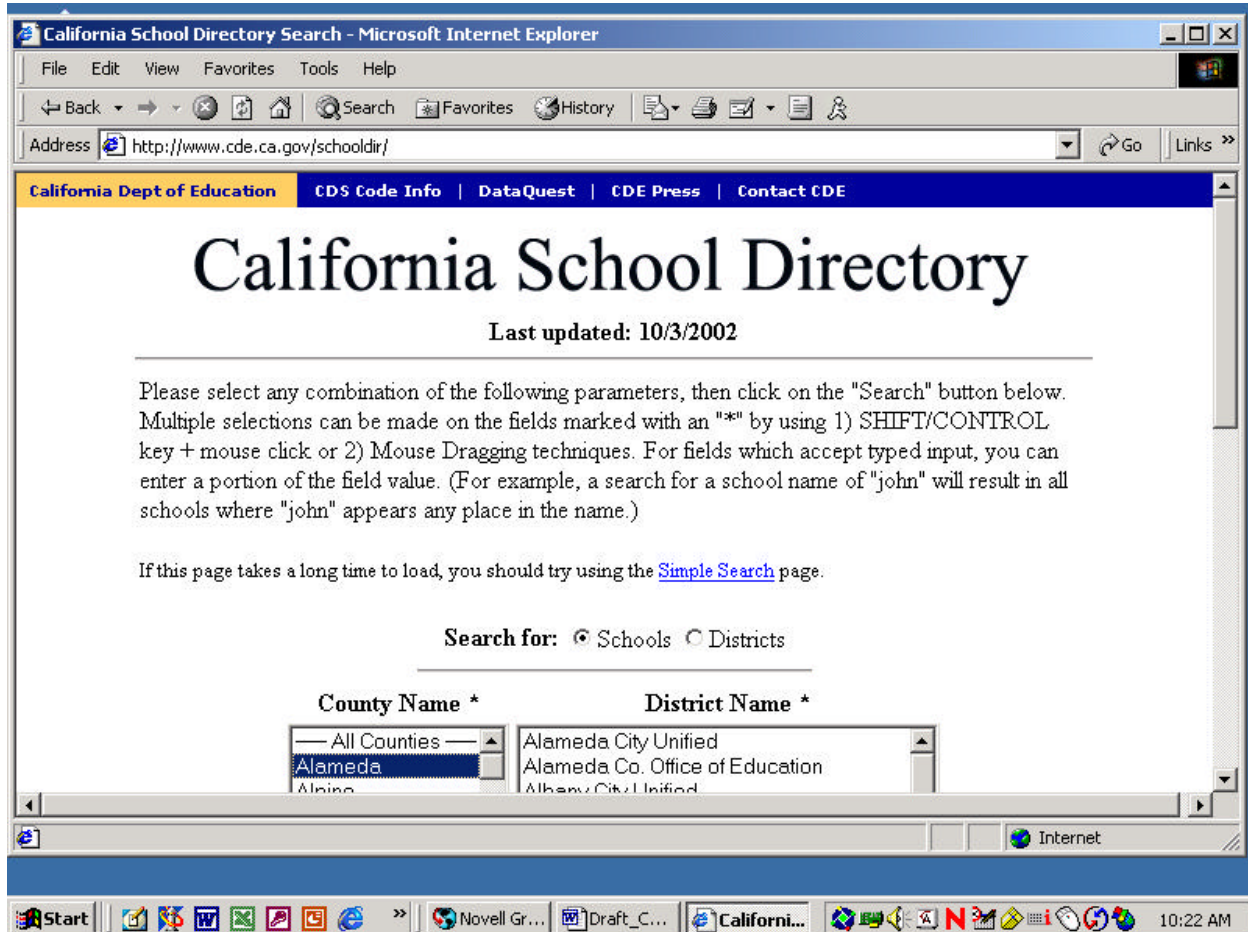 California School Directory Search - Microsoft Internet Explorer
File Edit View Favorites Tools Help
Back Search Favorites History
Address http://www.cde.ca.gov/schooldir/ Go Links »
California Dept of Education CDS Code Info | DataQuest | CDE Press | Contact CDE
California School Directory
Last updated: 10/3/2002
Please select any combination of the following parameters, then click on the "Search" button below.
Multiple selections can be made on the fields marked with an "*" by using 1) SHIFT/CONTROL
key + mouse click or 2) Mouse Dragging techniques. For fields which accept typed input, you can
enter a portion of the field value. (For example, a search for a school name of "john" will result in all
schools where "john" appears any place in the name.)
If this page takes a long time to load, you should try using the Simple Search page.
Search for: Schools Districts
County Name * District Name *
--- All Counties --- Alameda City Unified
Alameda Alameda Co. Office of Education
Alpine Albany City Unified
Internet
Start » Novell Gr... Draft_C... Californi... 10:22 AM